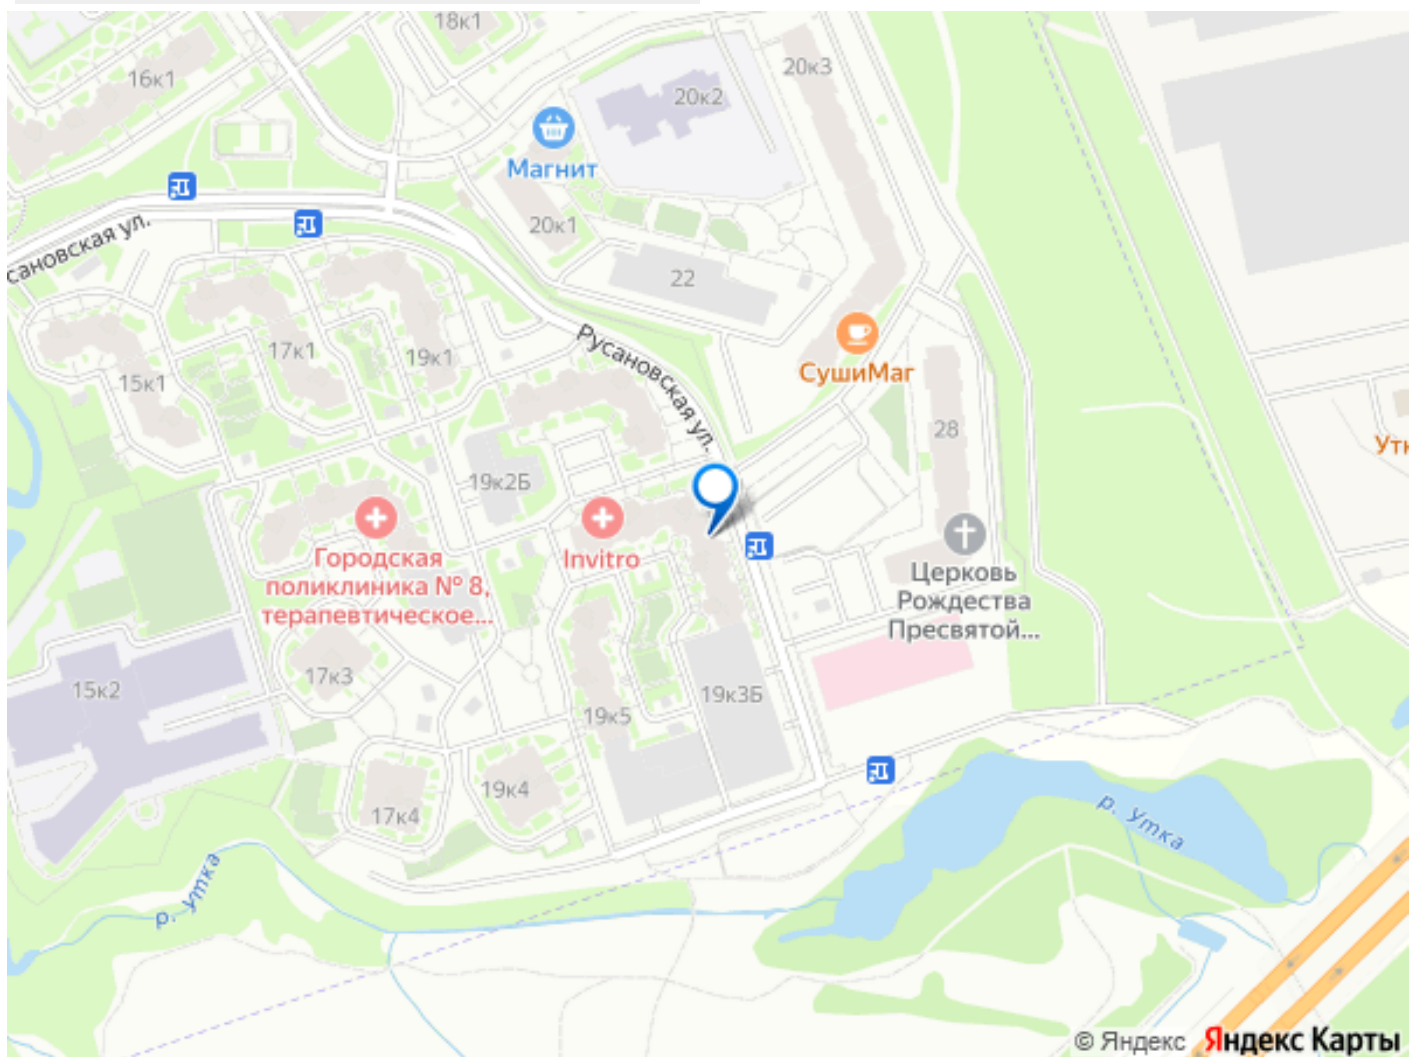 18к1
16к1
20к3
20к2
Магнит
20к1
сановская ул.
22
17к1
19к1
15к1
Русановская ул.
СушиМаг
28
Утк
19к2Б
Городская
поликлиника № 8,
терапевтическое...
Invitro
Церковь
Рождества
Пресвятой...
17к3
15к2
19к5
19к3Б
19к4
17к4
р. Утка
р. Утка
© Яндекс Яндекс Карты